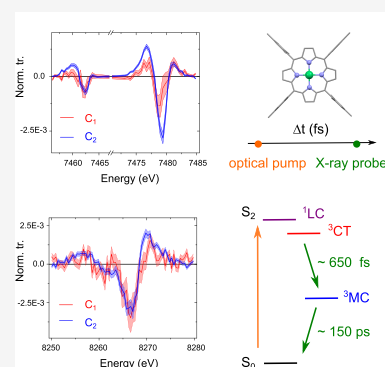 Norm. tr.
0.0
-2.5E-3
C₁
C₂
7460 7465 7475 7480 7485
Energy (eV)
Δt (fs)
optical pump X-ray probe
Norm. tr.
2.5E-3
0.0
-2.5E-3
C₁
C₂
8250 8260 8270 8280
Energy (eV)
S₂
¹LC
³CT
~ 650 fs
³MC
~ 150 ps
S₀